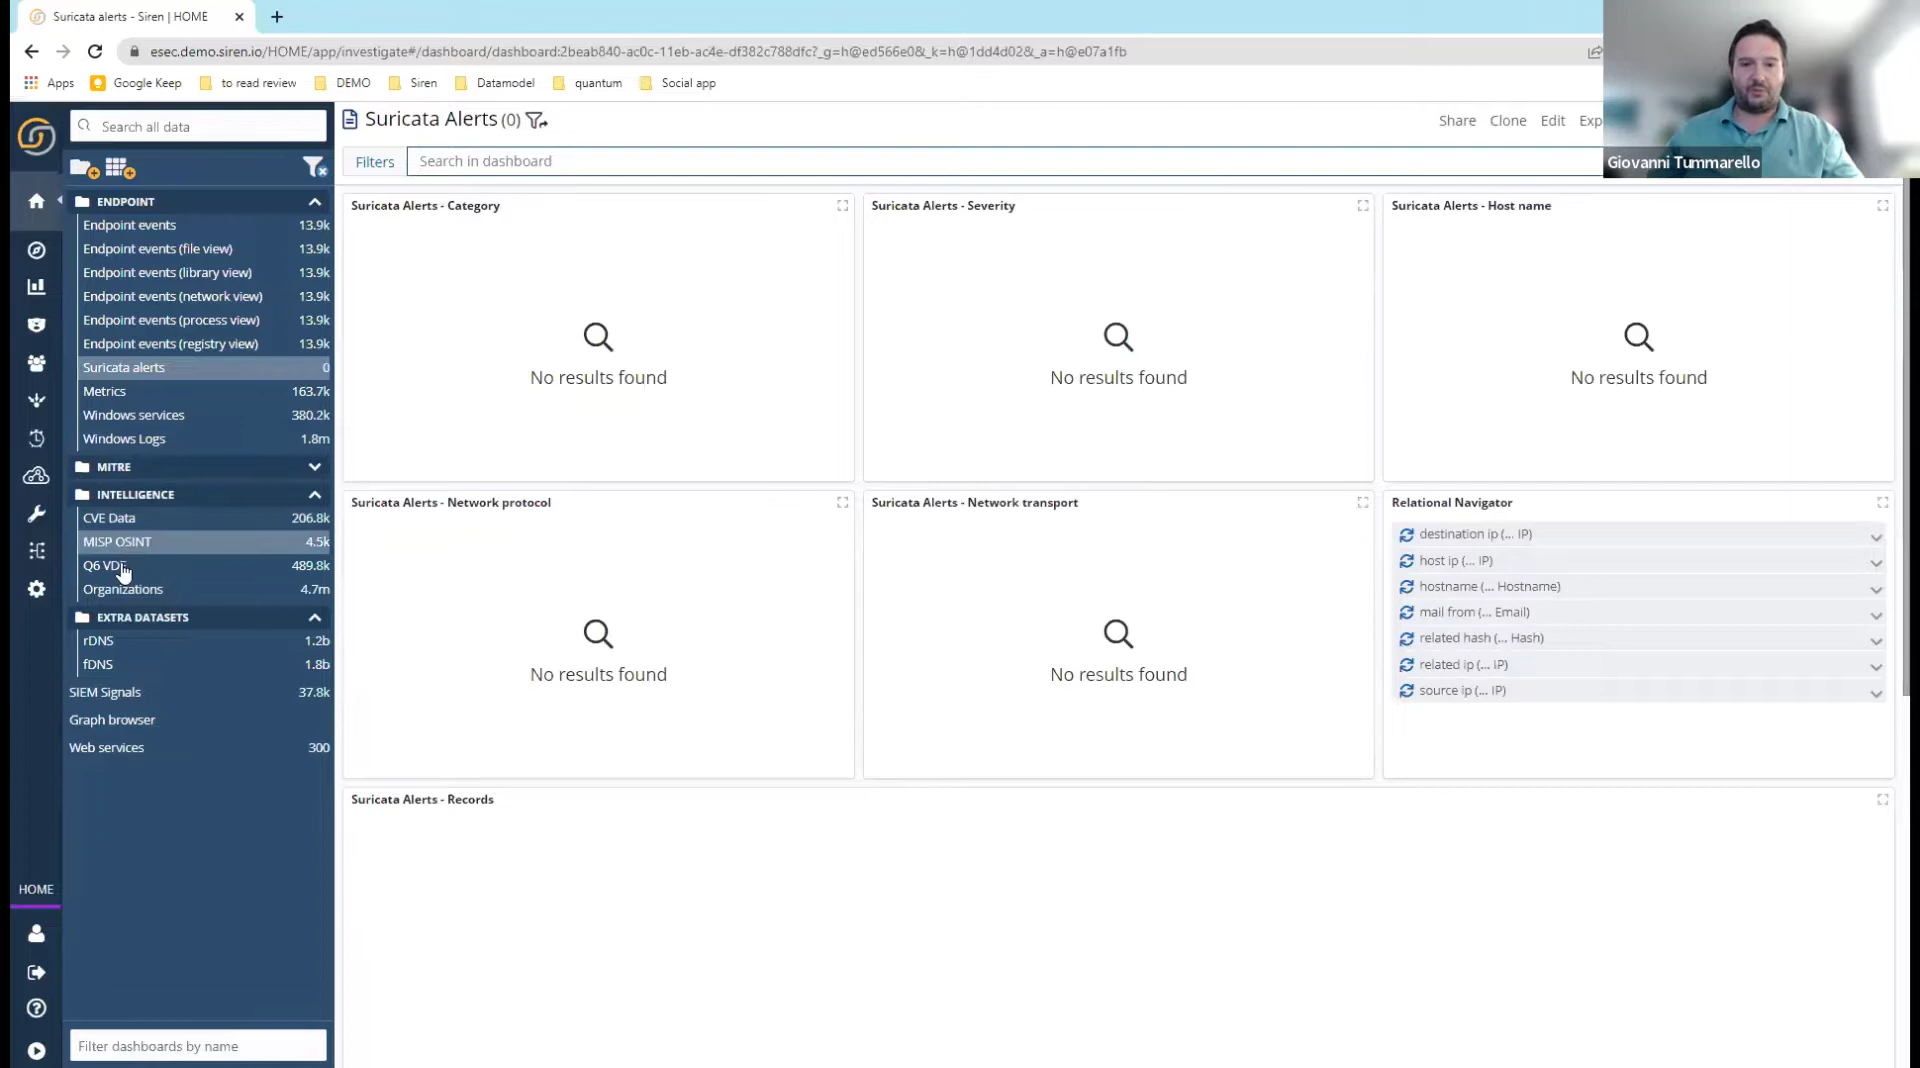 Suricata alerts - Siren | HOME
esec.demo.siren.io/HOME/app/investigate#/dashboard/dashboard:2beab840-ac0c-11eb-ac4e-df382c788dfc?_g=h@ed566e0&_k=h@1dd4d02&_a=h@e07a1fb
Apps Google Keep to read review DEMO Siren Datamodel quantum Social app
Search all data
ENDPOINT
Endpoint events 13.9k
Endpoint events (file view) 13.9k
Endpoint events (library view) 13.9k
Endpoint events (network view) 13.9k
Endpoint events (process view) 13.9k
Endpoint events (registry view) 13.9k
Suricata alerts 0
Metrics 163.7k
Windows services 380.2k
Windows Logs 1.8m
MITRE
INTELLIGENCE
CVE Data 206.8k
MISP OSINT 4.5k
Q6 489.8k
Organizations 4.7m
EXTRA DATASETS
rDNS 1.2b
fDNS 1.8b
SIEM Signals 37.8k
Graph browser
Web services 300
HOME
Filter dashboards by name
Suricata Alerts (0)
Share Clone Edit Exp
Filters Search in dashboard
Giovanni Tummarello
Suricata Alerts - Category
No results found
Suricata Alerts - Severity
No results found
Suricata Alerts - Host name
No results found
Suricata Alerts - Network protocol
No results found
Suricata Alerts - Network transport
No results found
Relational Navigator
destination ip (... IP)
host ip (... IP)
hostname (... Hostname)
mail from (... Email)
related hash (... Hash)
related ip (... IP)
source ip (... IP)
Suricata Alerts - Records